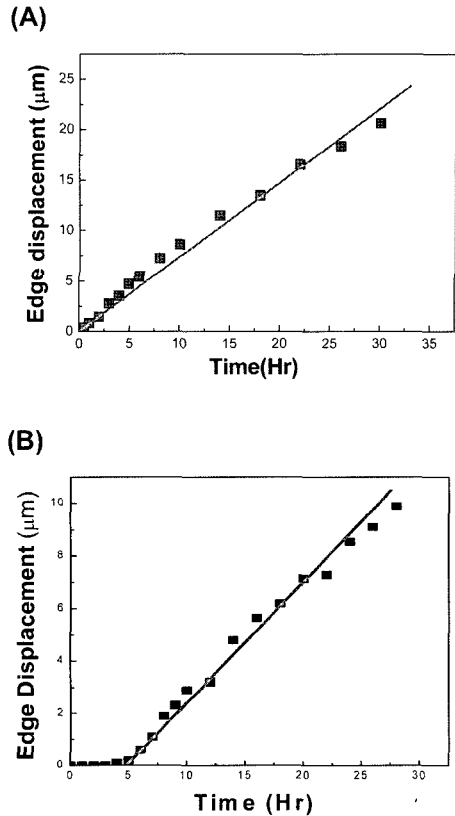 (A)
Edge displacement (μm)
25
20
15
10
5
0
0 5 10 15 20 25 30 35
Time(Hr)
(B)
Edge Displacement (μm)
10
8
6
4
2
0
0 5 10 15 20 25 30
Time (Hr)